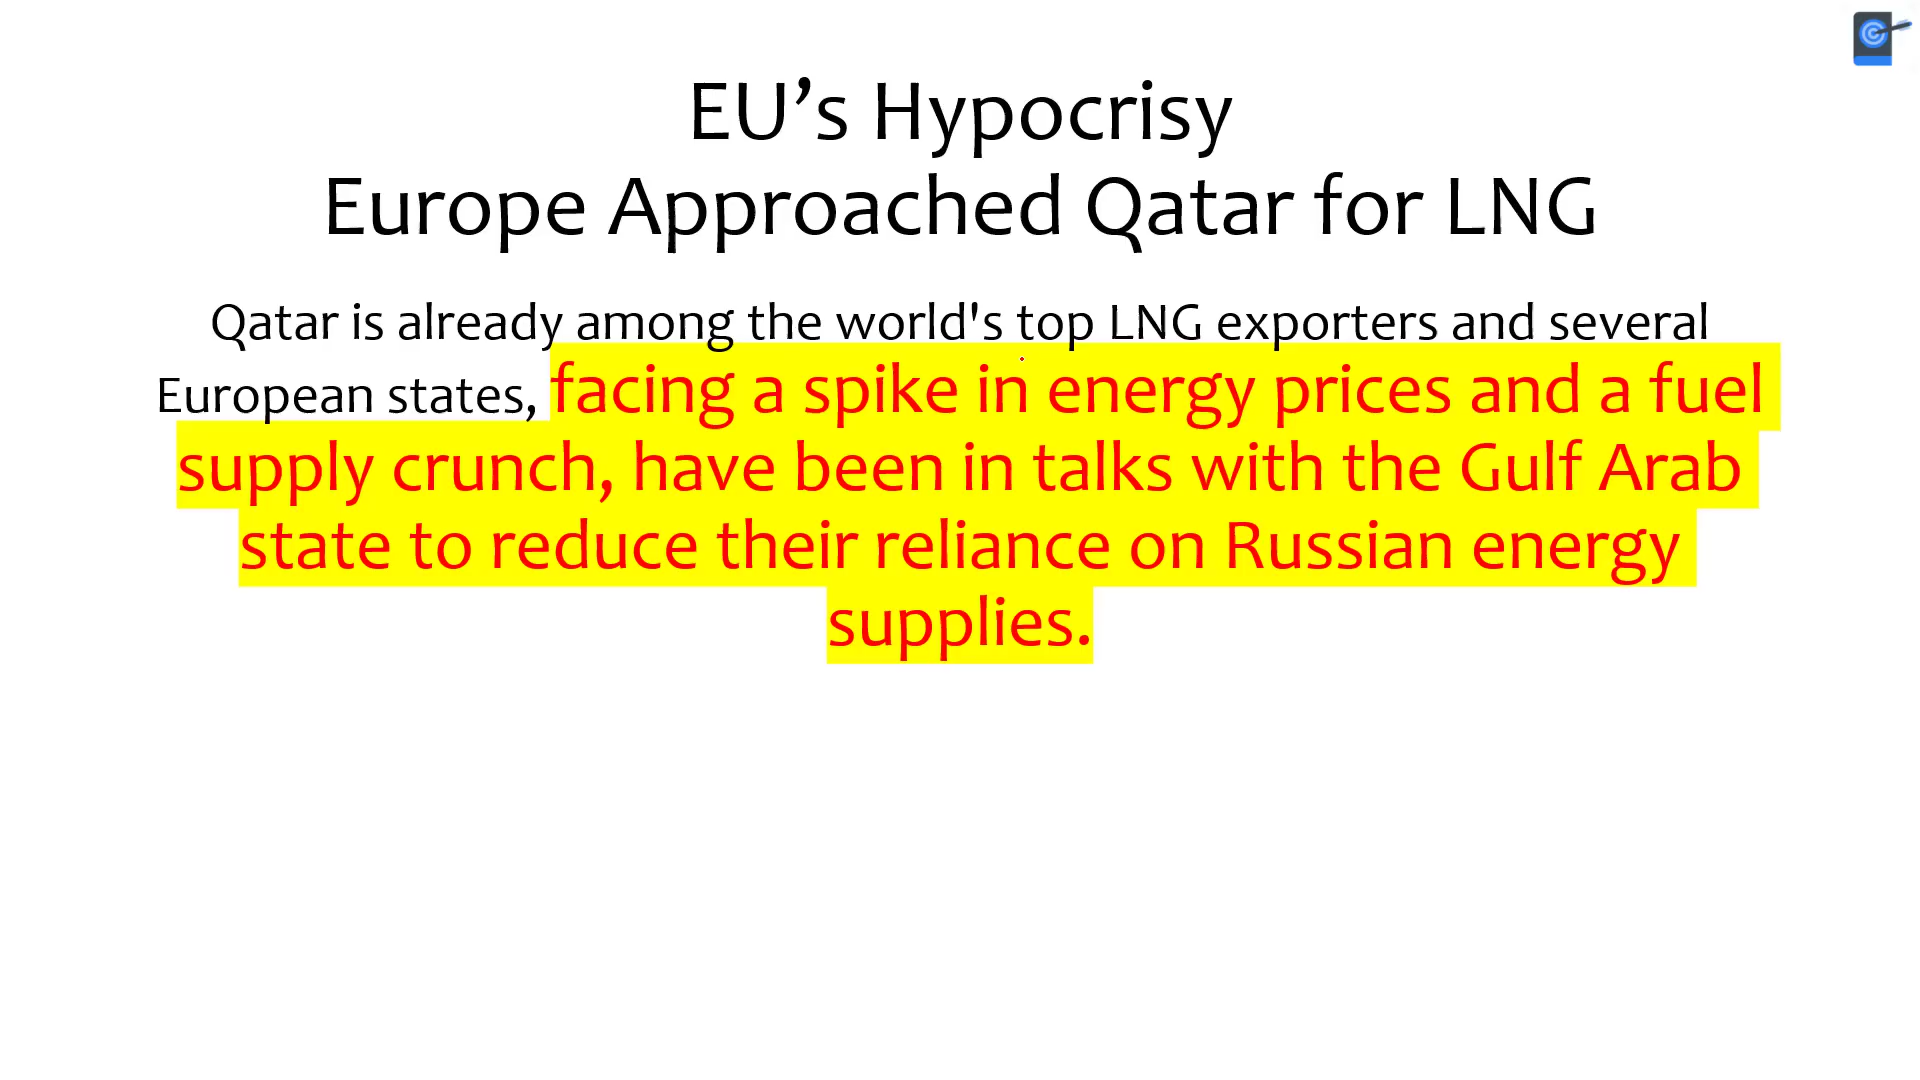 EU’s Hypocrisy
Europe Approached Qatar for LNG
Qatar is already among the world's top LNG exporters and several
European states, facing a spike in energy prices and a fuel
supply crunch, have been in talks with the Gulf Arab
state to reduce their reliance on Russian energy
supplies.